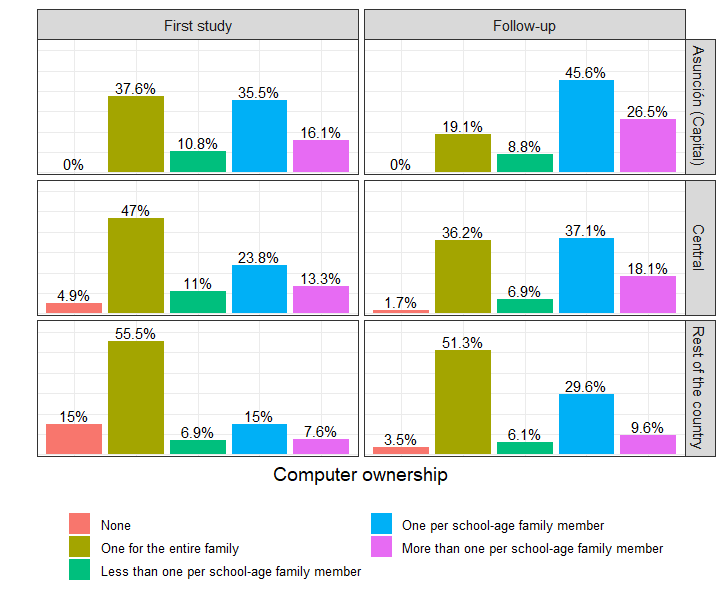 First study
Follow-up
0%
37.6%
10.8%
35.5%
16.1%
0%
19.1%
8.8%
45.6%
26.5%
Asunción (Capital)
4.9%
47%
11%
23.8%
13.3%
1.7%
36.2%
6.9%
37.1%
18.1%
Central
15%
55.5%
6.9%
15%
7.6%
3.5%
51.3%
6.1%
29.6%
9.6%
Rest of the country
Computer ownership
None
One for the entire family
Less than one per school-age family member
One per school-age family member
More than one per school-age family member